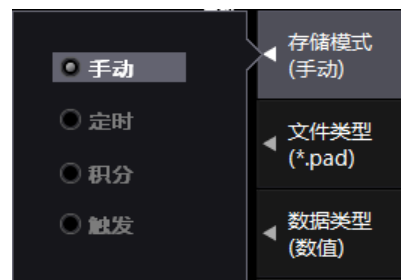 手动
定时
积分
触发
存储模式
(手动)
文件类型
(*.pad)
数据类型
(数值)